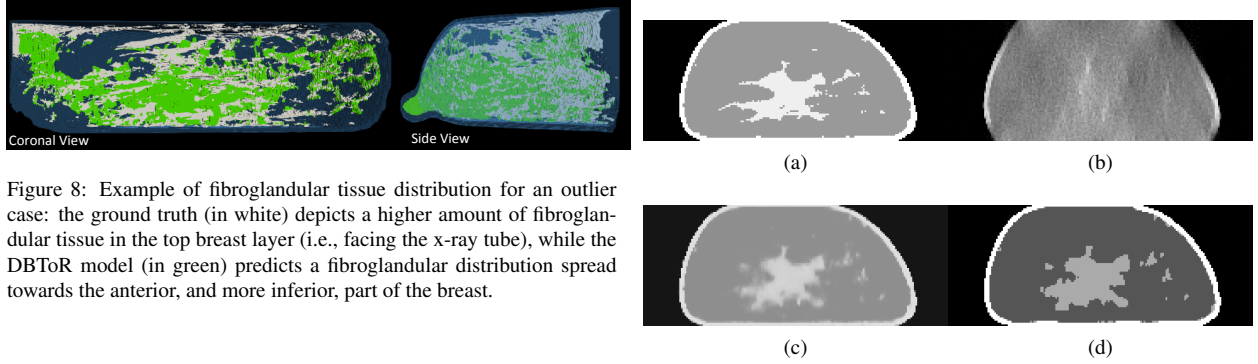 Coronal View
Side View
Figure 8: Example of fibroglandular tissue distribution for an outlier
case: the ground truth (in white) depicts a higher amount of fibroglan-
dular tissue in the top breast layer (i.e., facing the x-ray tube), while the
DBToR model (in green) predicts a fibroglandular distribution spread
towards the anterior, and more inferior, part of the breast.
(a)
(b)
(c)
(d)